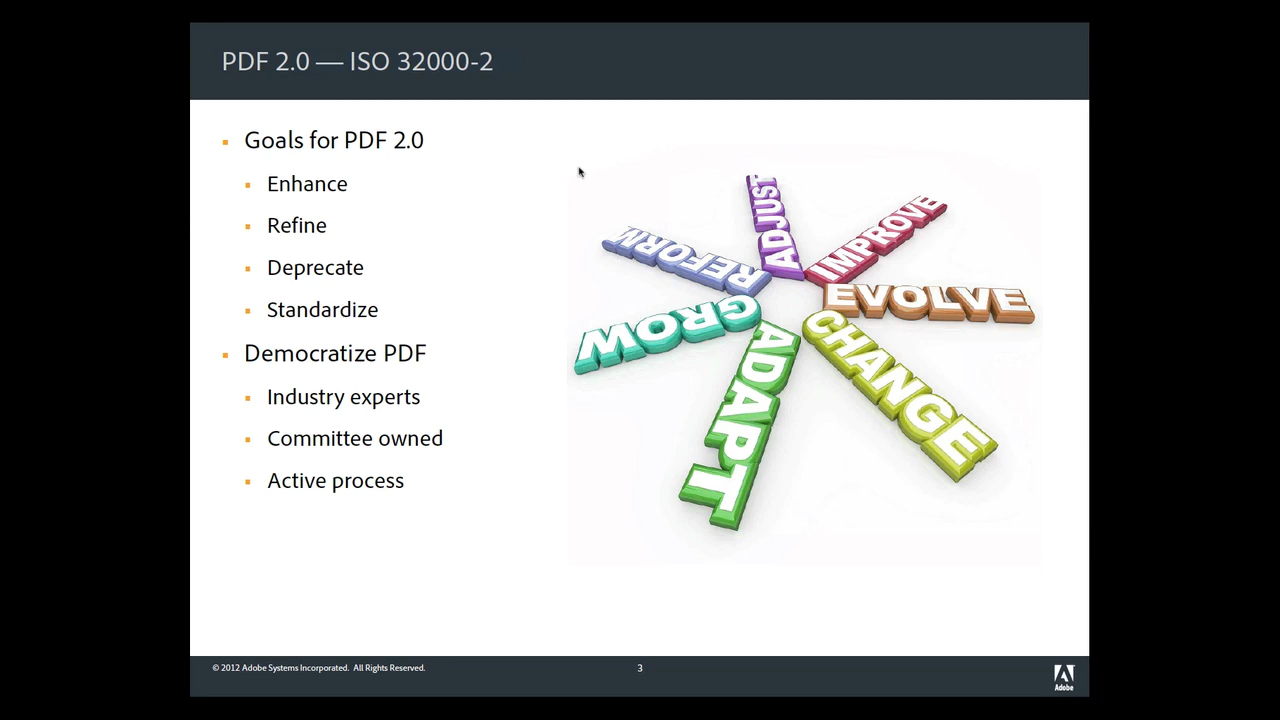 PDF 2.0 — ISO 32000-2
Goals for PDF 2.0
Enhance
Refine
Deprecate
Standardize
Democratize PDF
Industry experts
Committee owned
Active process
ADJUST
IMPROVE
EVOLVE
CHANGE
ADAPT
GROW
REFORM
© 2012 Adobe Systems Incorporated. All Rights Reserved.
3
Adobe